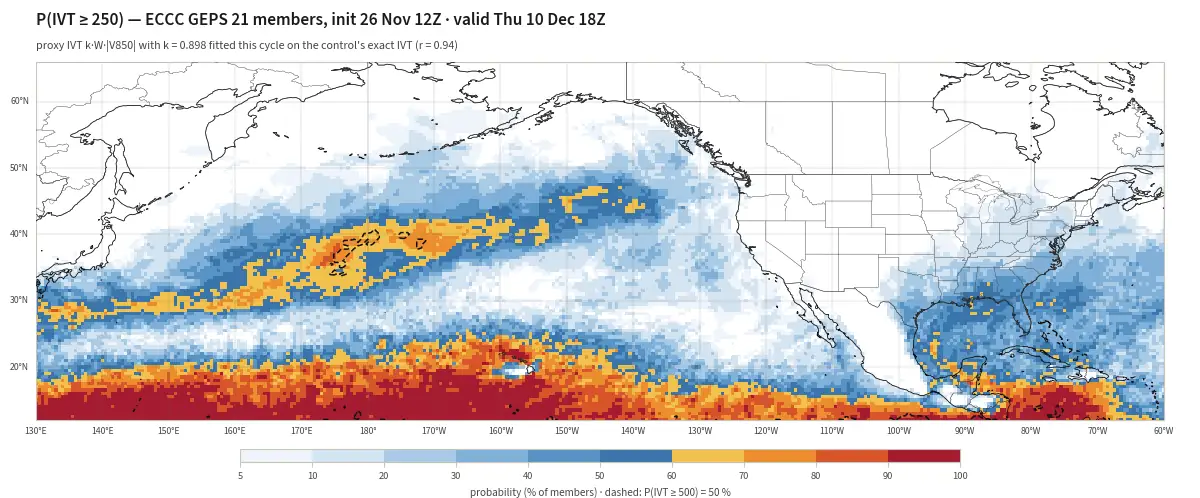 P(IVT ≥ 250) — ECCC GEPS 21 members, init 26 Nov 12Z · valid Thu 10 Dec 18Z
proxy IVT k·W·|V850| with k = 0.898 fitted this cycle on the control's exact IVT (r = 0.94)
60°N
50°N
40°N
30°N
20°N
130°E 140°E 150°E 160°E 170°E 180° 170°W 160°W 150°W 140°W 130°W 120°W 110°W 100°W 90°W 80°W 70°W 60°W
5 10 20 30 40 50 60 70 80 90 100
probability (% of members) · dashed: P(IVT ≥ 500) = 50 %